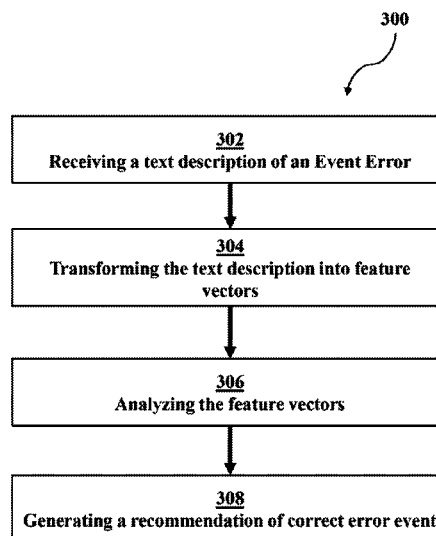 300
302
Receiving a text description of an Event Error
304
Transforming the text description into feature
vectors
306
Analyzing the feature vectors
308
Generating a recommendation of correct error event